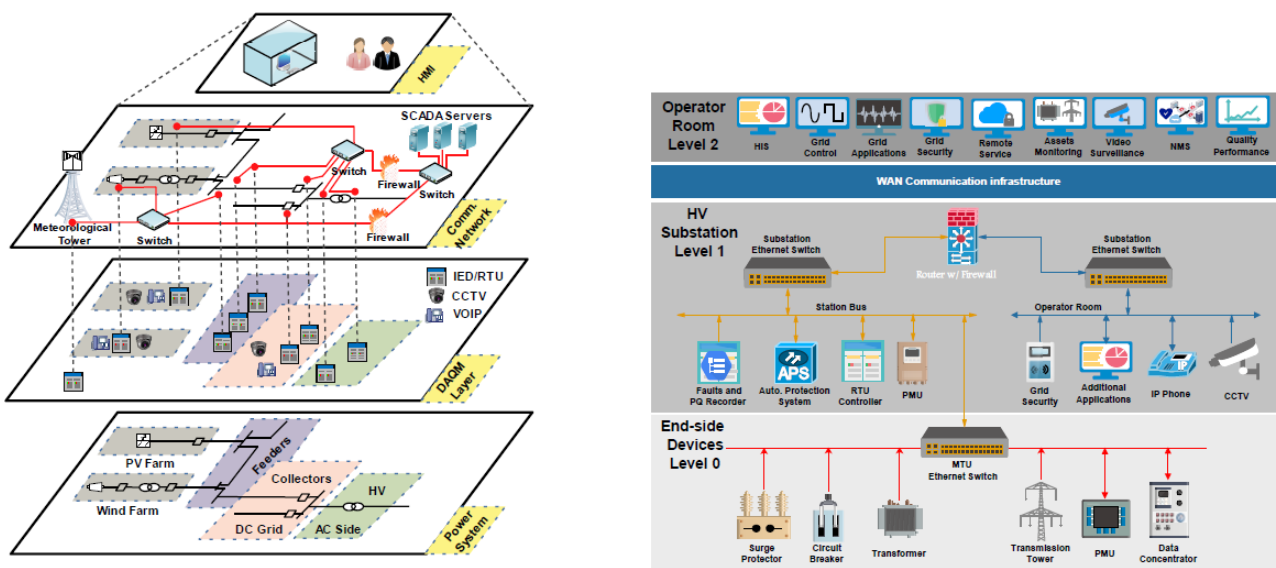 HMI
SCADA Servers
Switch
Firewall
Switch
Meteorological
Tower
Switch
Firewall
Comm.
Network
IED/RTU
CCTV
VOIP
DAQM
Layer
PV Farm
Feeders
Wind Farm
Collectors
HV
DC Grid
AC Side
Power
System
Operator
Room
Level 2
HIS
Grid
Control
Grid
Applications
Grid
Security
Remote
Service
Assets
Monitoring
Video
Surveillance
NMS
Quality
Performance
WAN Communication infrastructure
HV
Substation
Level 1
Substation
Ethernet Switch
Router w/ Firewall
Substation
Ethernet Switch
Station Bus
Operator Room
APS
IP
Faults and
PQ Recorder
Auto. Protection
System
RTU
Controller
PMU
Grid
Security
Additional
Applications
IP Phone
CCTV
End-side
Devices
Level 0
MTU
Ethernet Switch
Surge
Protector
Circuit
Breaker
Transformer
Transmission
Tower
PMU
Data
Concentrator